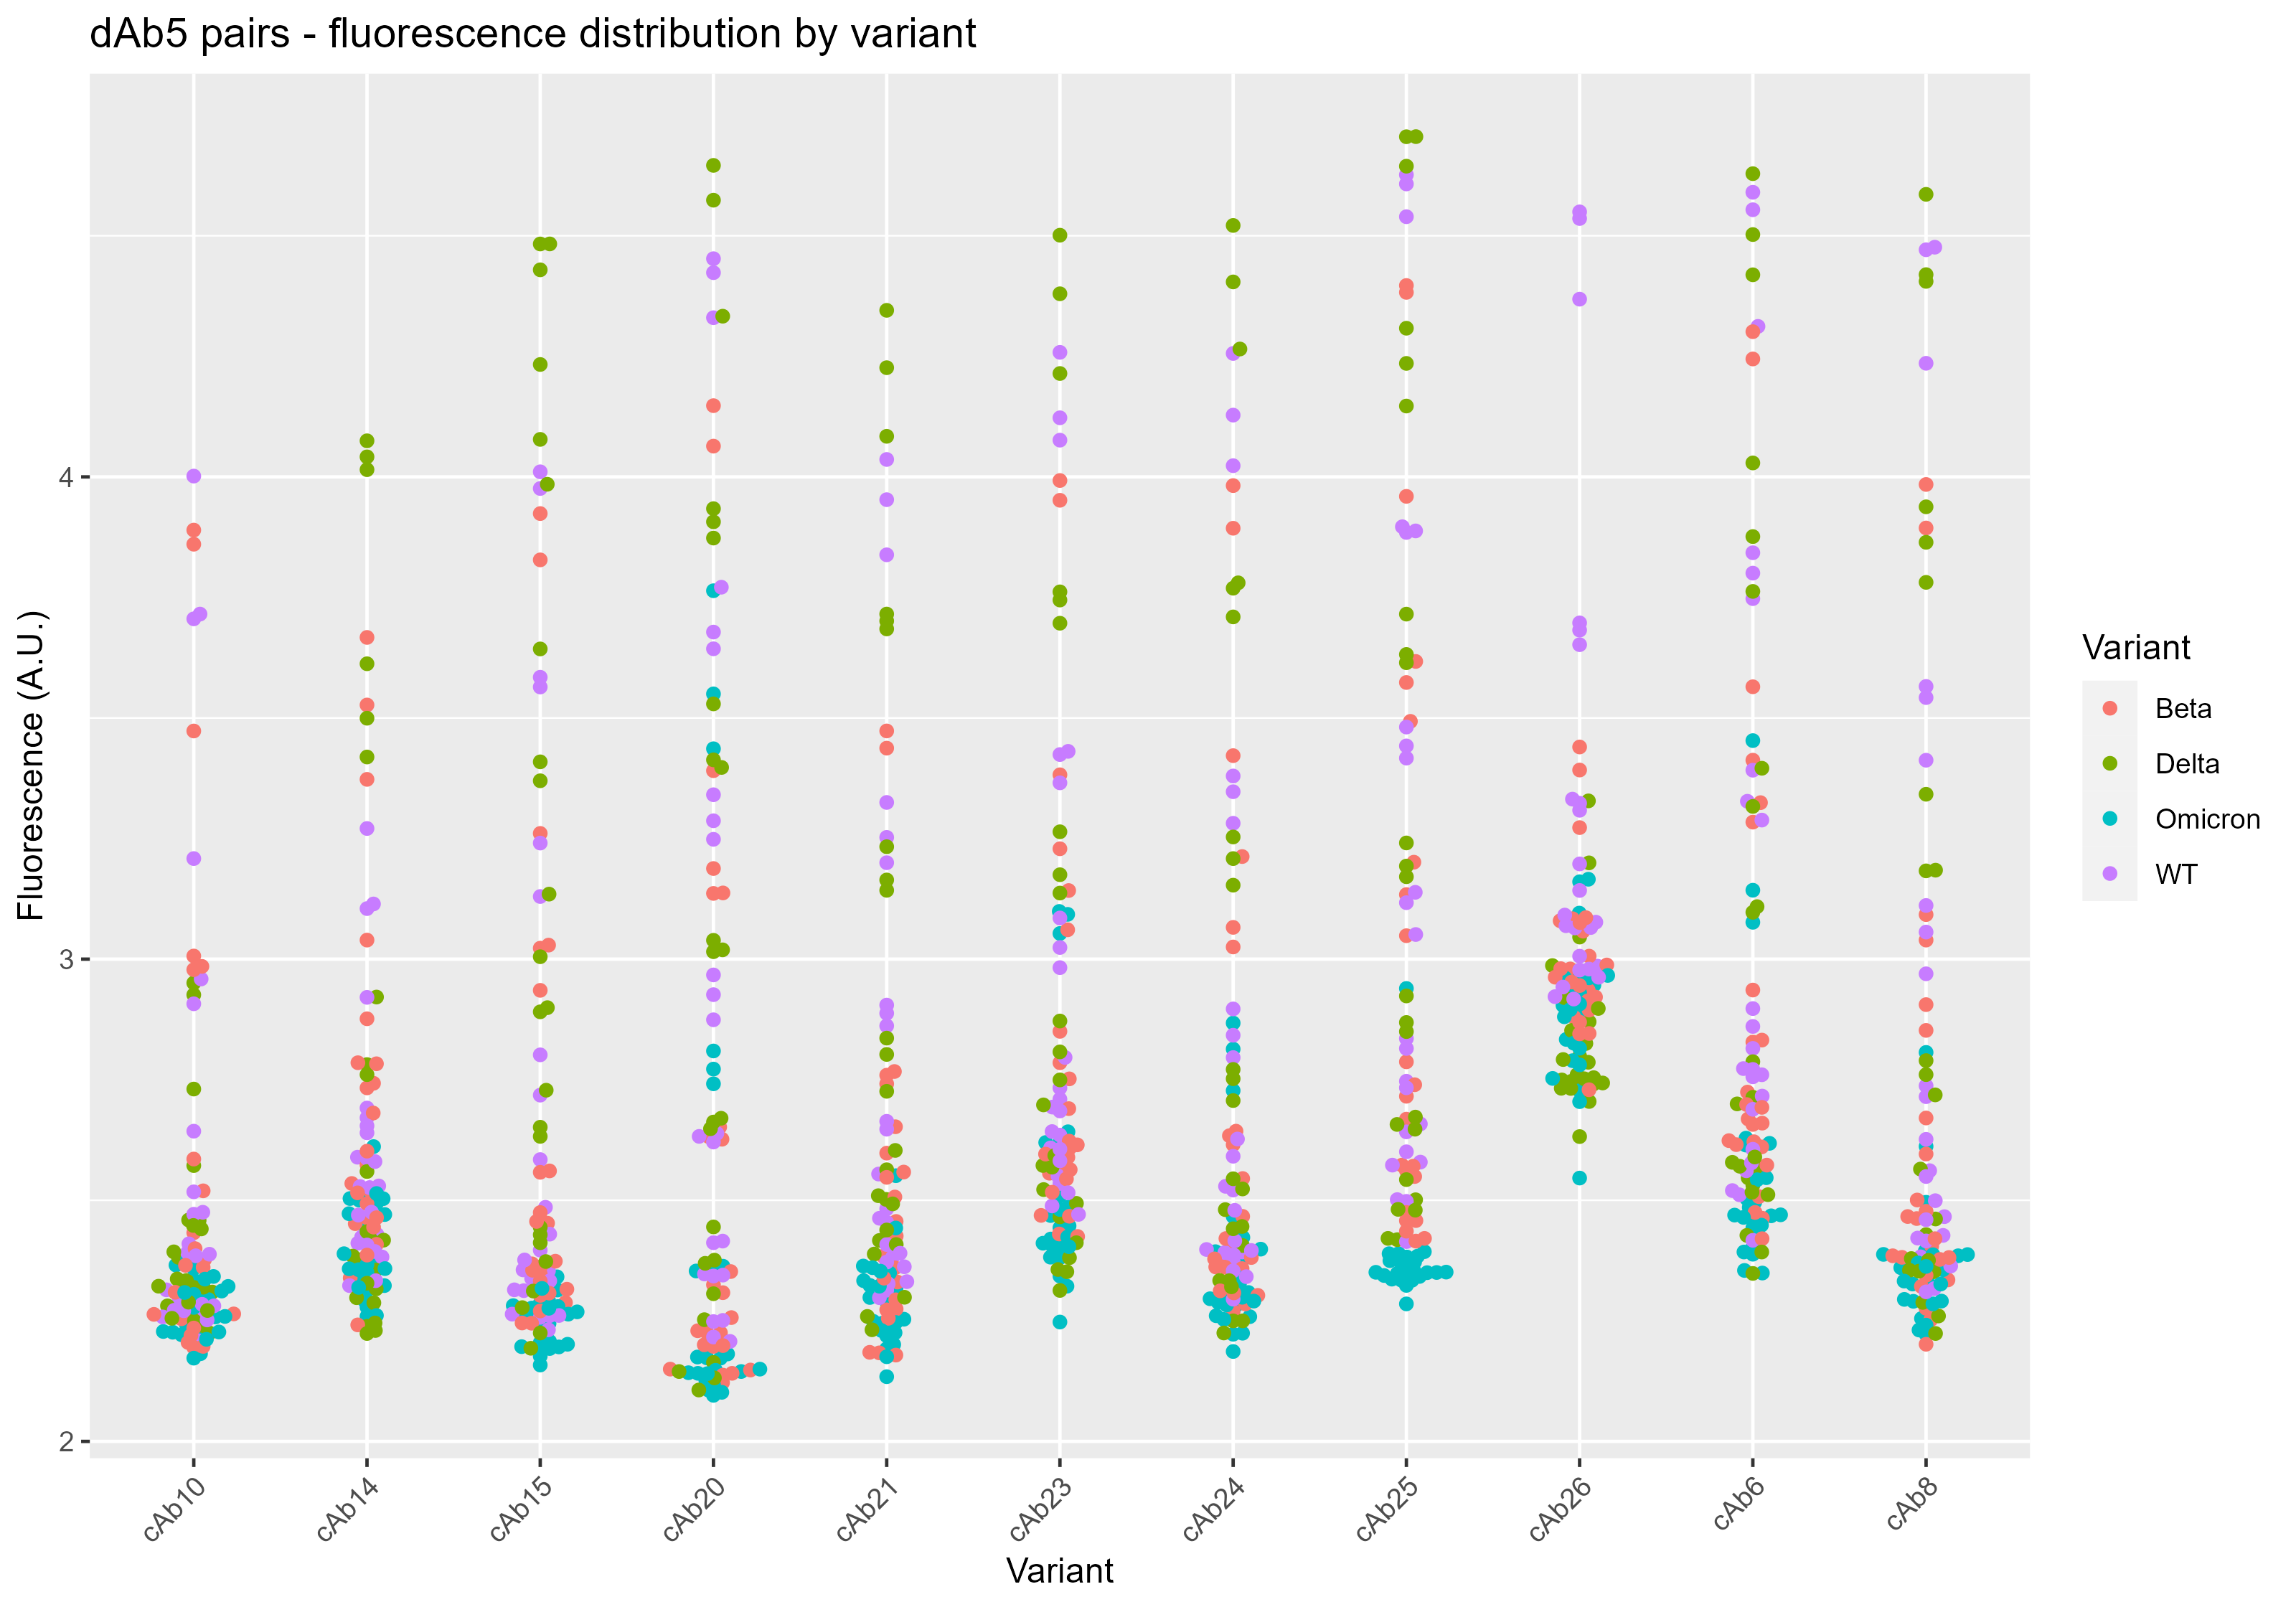 dAb5 pairs - fluorescence distribution by variant
Fluorescence (A.U.)
4
3
2
cAb10
cAb14
cAb15
cAb20
cAb21
cAb23
cAb24
cAb25
cAb26
cAb6
cAb8
Variant
Variant
Beta
Delta
Omicron
WT